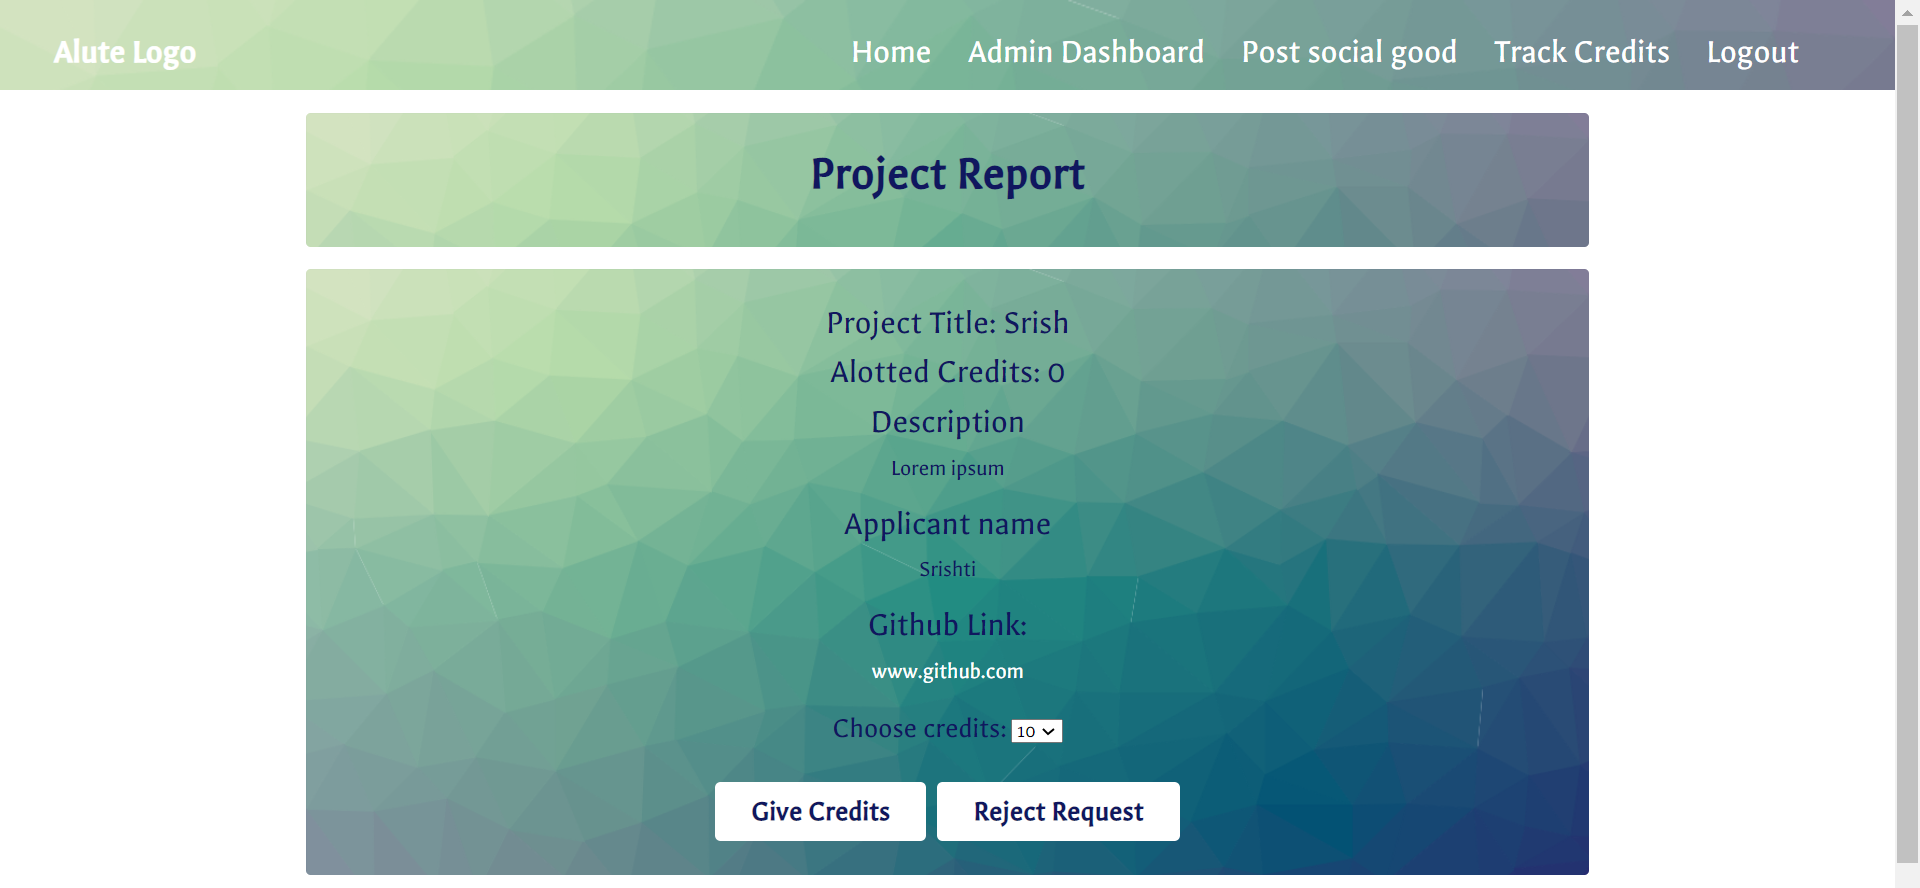 Alute Logo
Home Admin Dashboard Post social good Track Credits Logout
Project Report
Project Title: Srish
Alotted Credits: 0
Description
Lorem ipsum
Applicant name
Srishti
Github Link:
www.github.com
Choose credits: 10
Give Credits Reject Request